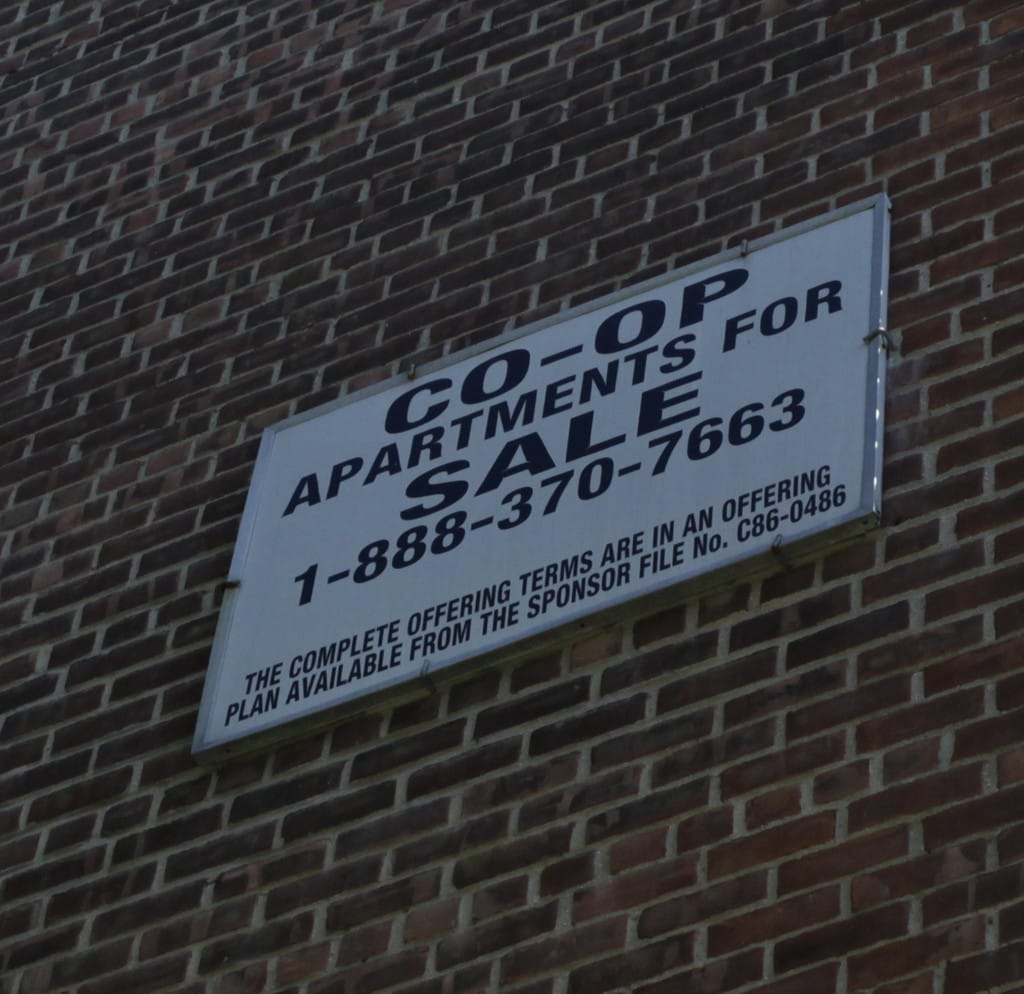 CO-OP
APARTMENTS FOR
SALE
1-888-370-7663
THE COMPLETE OFFERING TERMS ARE IN AN OFFERING
PLAN AVAILABLE FROM THE SPONSOR FILE No. C86-0486